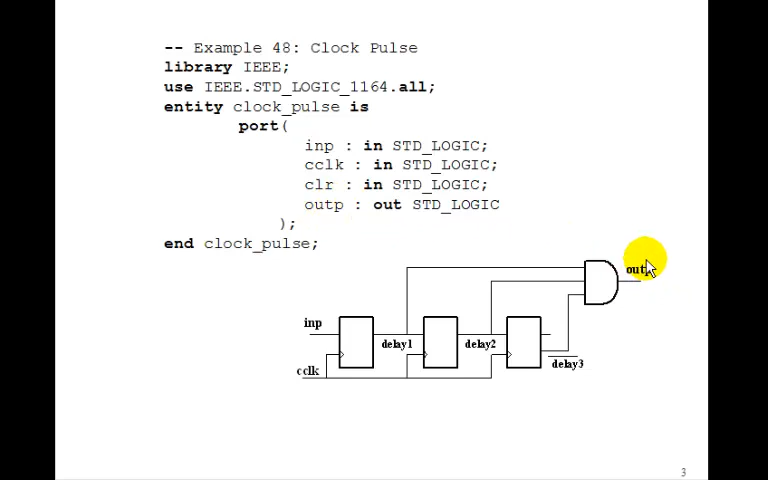 -- Example 48: Clock Pulse
library IEEE;
use IEEE.STD_LOGIC_1164.all;
entity clock_pulse is
port(
inp : in STD_LOGIC;
cclk : in STD_LOGIC;
clr : in STD_LOGIC;
outp : out STD_LOGIC
);
end clock_pulse;
inp
delay1
delay2
cclk
delay3
3